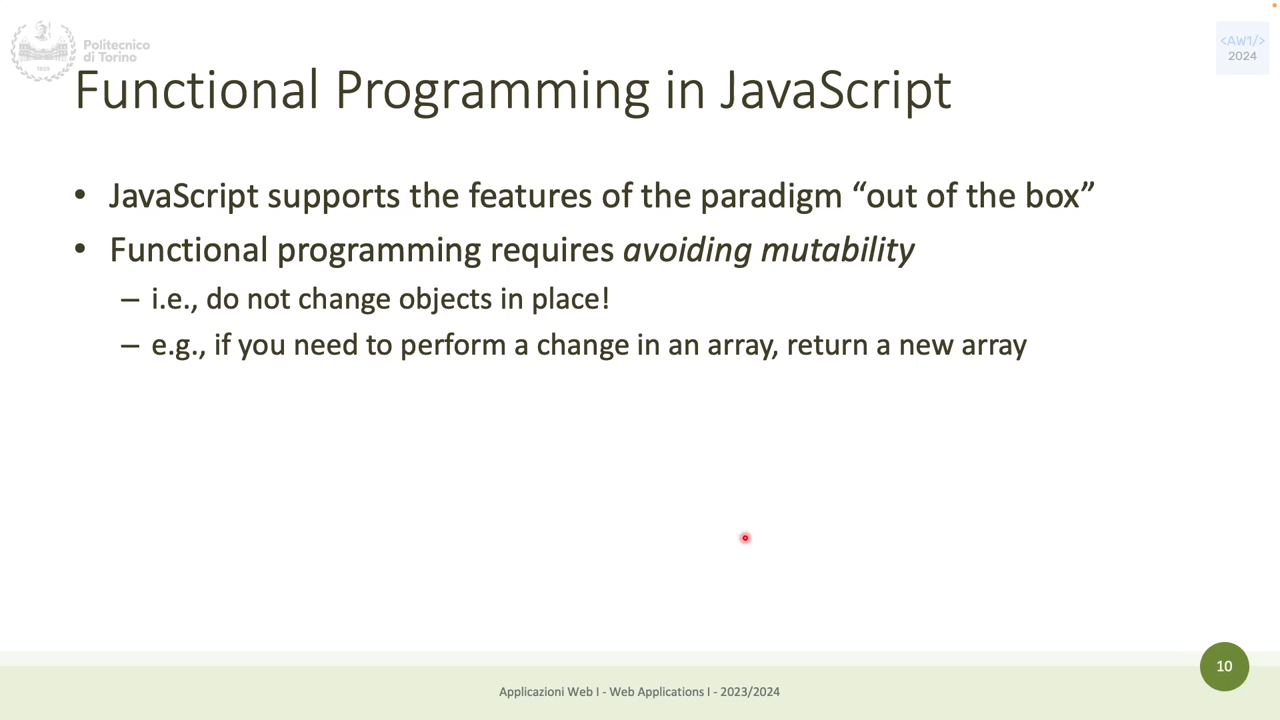 Politecnico
di Torino
1859
<AW1/>
2024
Functional Programming in JavaScript
• JavaScript supports the features of the paradigm “out of the box”
• Functional programming requires avoiding mutability
– i.e., do not change objects in place!
– e.g., if you need to perform a change in an array, return a new array
10
Applicazioni Web I - Web Applications I - 2023/2024